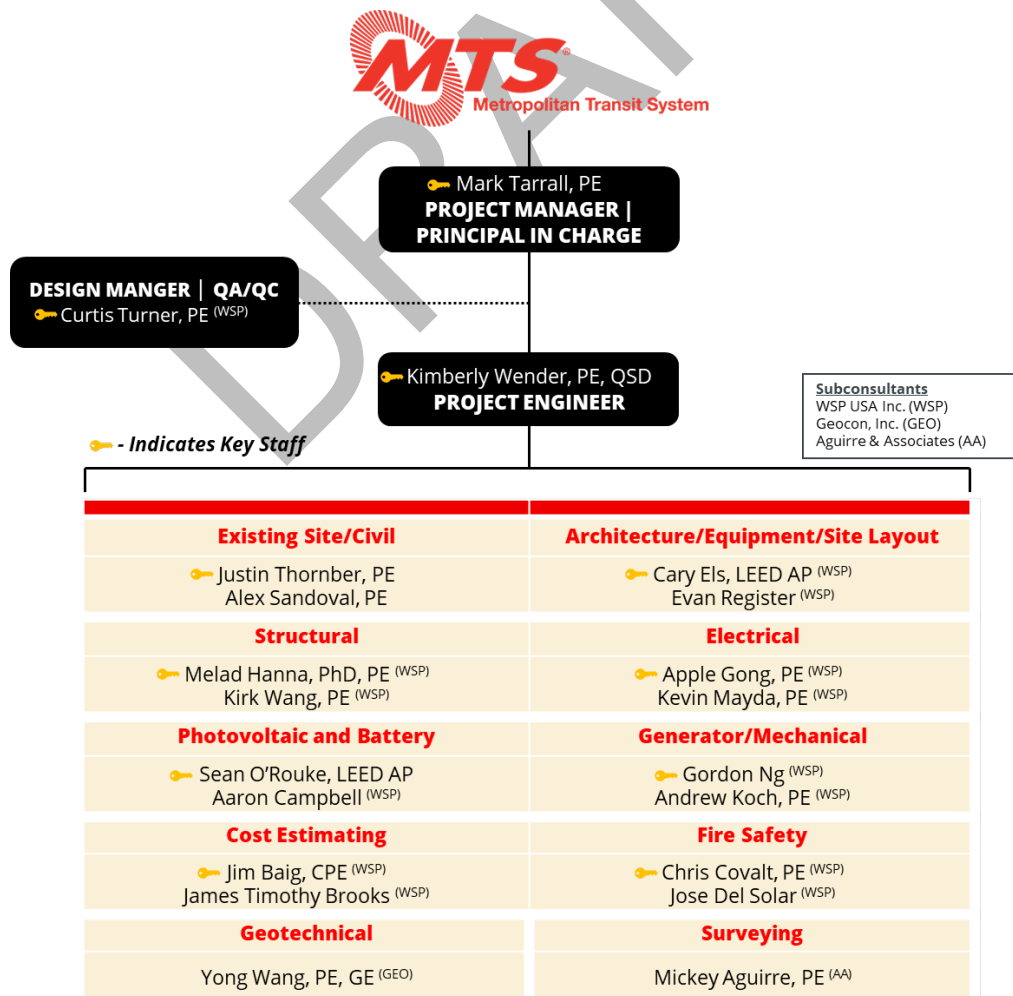 MTS®
Metropolitan Transit System
Mark Tarrall, PE
PROJECT MANAGER |
PRINCIPAL IN CHARGE
DESIGN MANGER | QA/QC
Curtis Turner, PE (WSP)
Kimberly Wender, PE, QSD
PROJECT ENGINEER
Subconsultants
WSP USA Inc. (WSP)
Geocon, Inc. (GEO)
Aguirre & Associates (AA)
- Indicates Key Staff
Existing Site/Civil
Justin Thornber, PE
Alex Sandoval, PE
Architecture/Equipment/Site Layout
Cary Els, LEED AP (WSP)
Evan Register (WSP)
Structural
Melad Hanna, PhD, PE (WSP)
Kirk Wang, PE (WSP)
Electrical
Apple Gong, PE (WSP)
Kevin Mayda, PE (WSP)
Photovoltaic and Battery
Sean O’Rouke, LEED AP
Aaron Campbell (WSP)
Generator/Mechanical
Gordon Ng (WSP)
Andrew Koch, PE (WSP)
Cost Estimating
Jim Baig, CPE (WSP)
James Timothy Brooks (WSP)
Fire Safety
Chris Covalt, PE (WSP)
Jose Del Solar (WSP)
Geotechnical
Yong Wang, PE, GE (GEO)
Surveying
Mickey Aguirre, PE (AA)